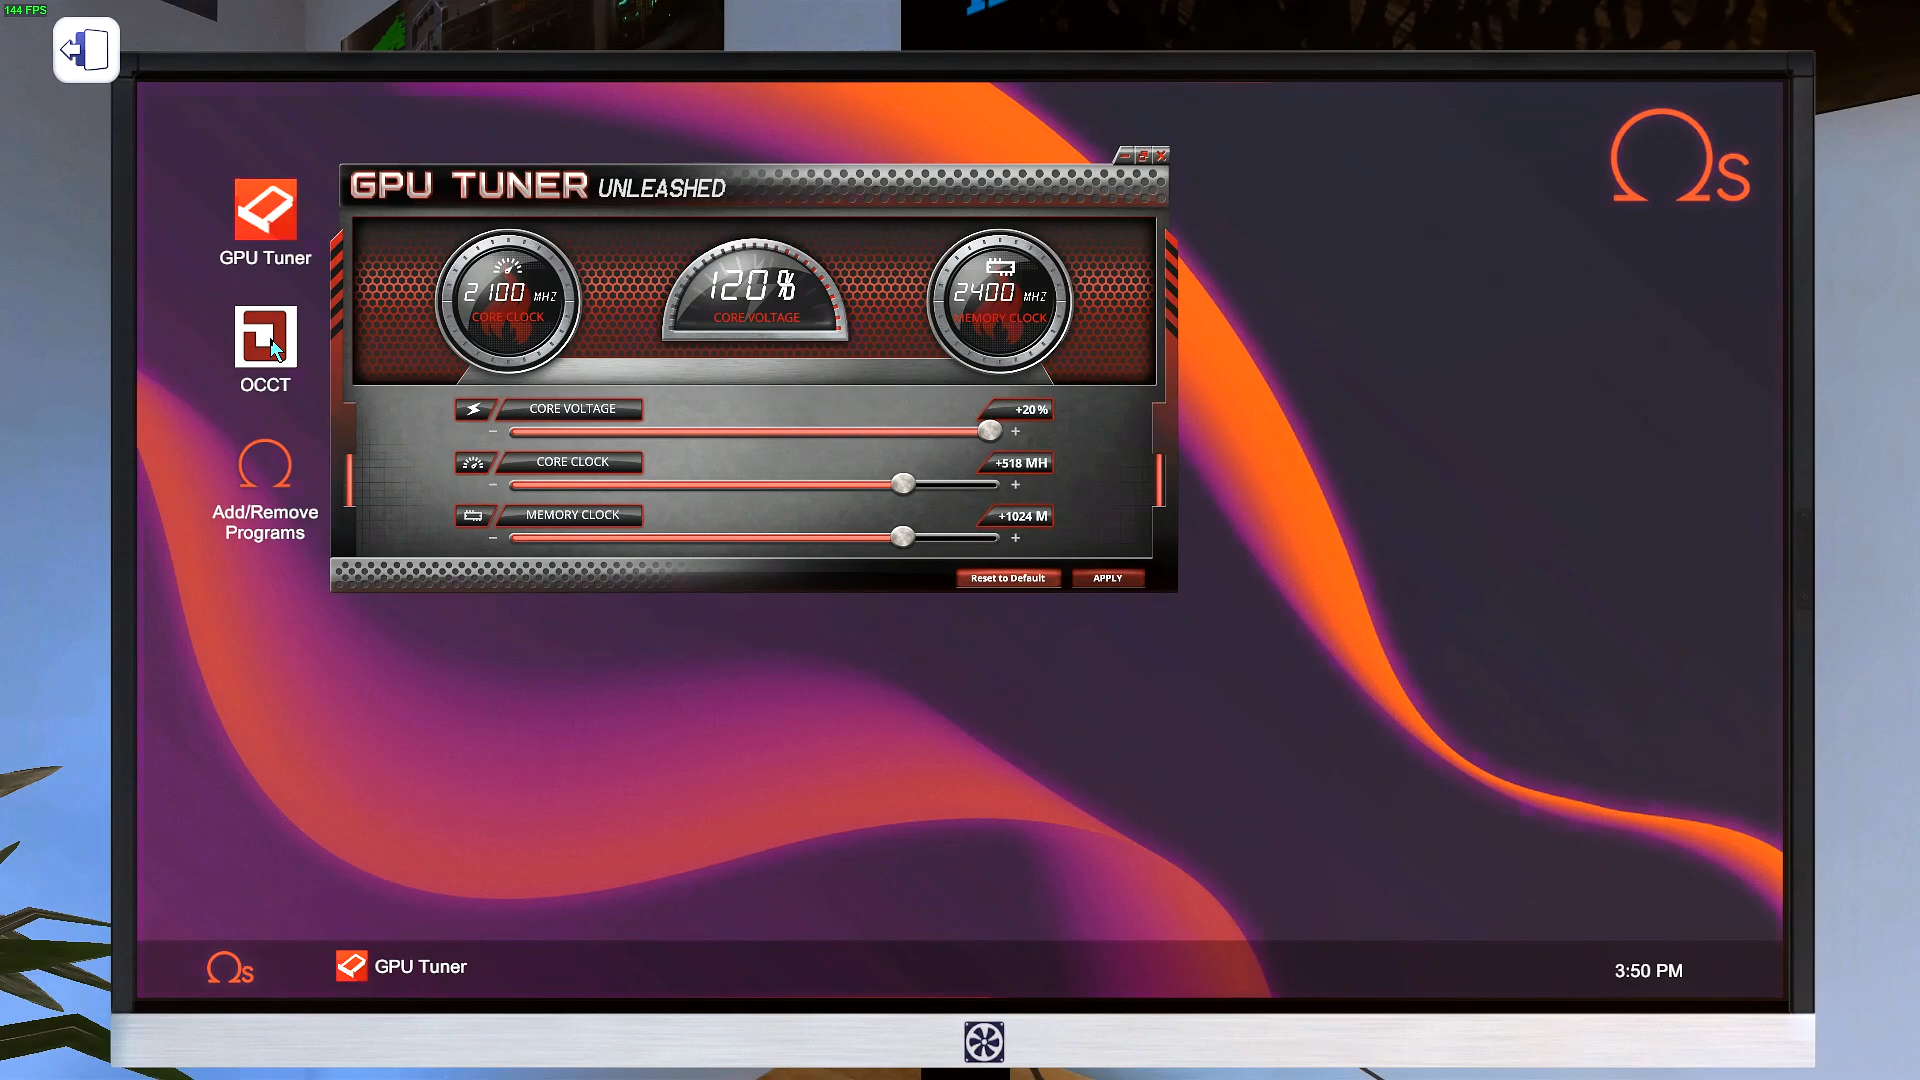 144 FPS
Ωs
GPU TUNER UNLEASHED
GPU Tuner
2100 MHZ
CORE CLOCK
120%
CORE VOLTAGE
2400 MHZ
MEMORY CLOCK
OCCT
CORE VOLTAGE
+20%
CORE CLOCK
+518 MH
MEMORY CLOCK
+1024 M
Add/Remove
Programs
Reset to Default
APPLY
Ωs
GPU Tuner
3:50 PM